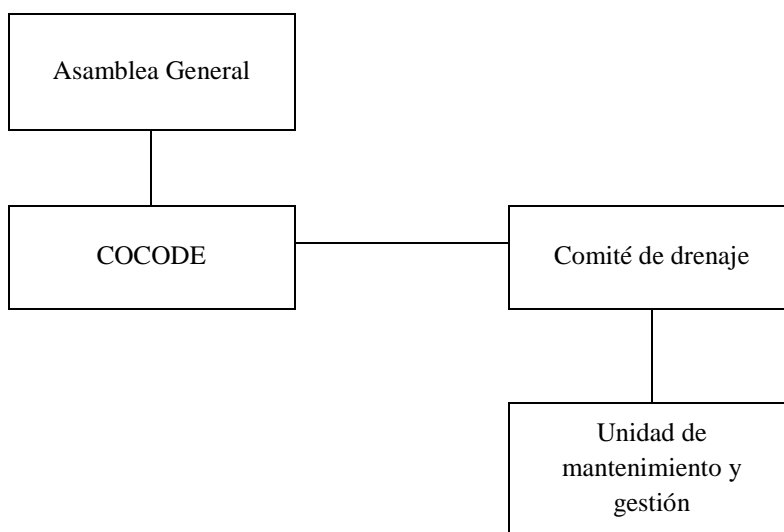 Asamblea General
COCODE
Comité de drenaje
Unidad de
mantenimiento y
gestión